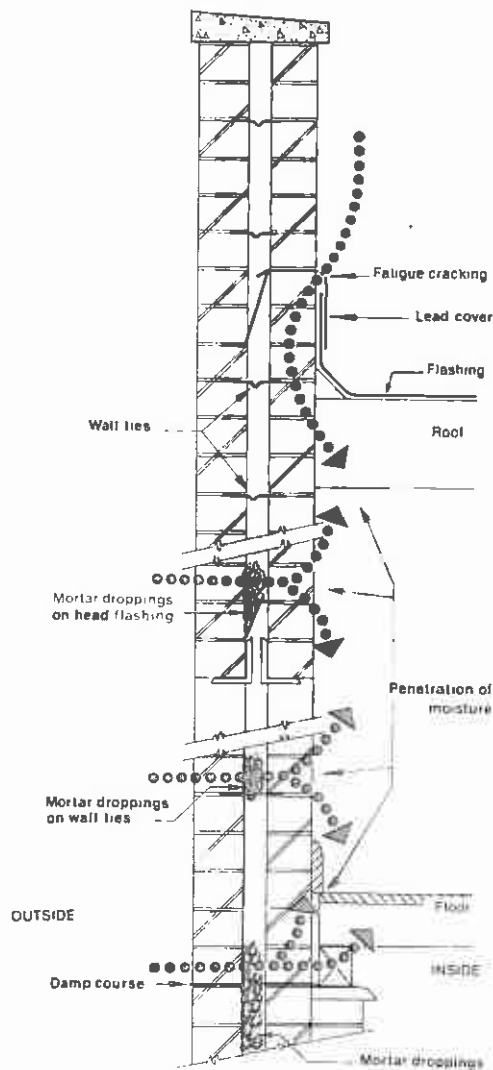 Fatigue cracking
Lead cover
Flashing
Wall ties
Roof
Mortar droppings
on head flashing
Penetration of
moisture
Mortar droppings
on wall ties
OUTSIDE
Floor
INSIDE
Damp course
Mortar droppings